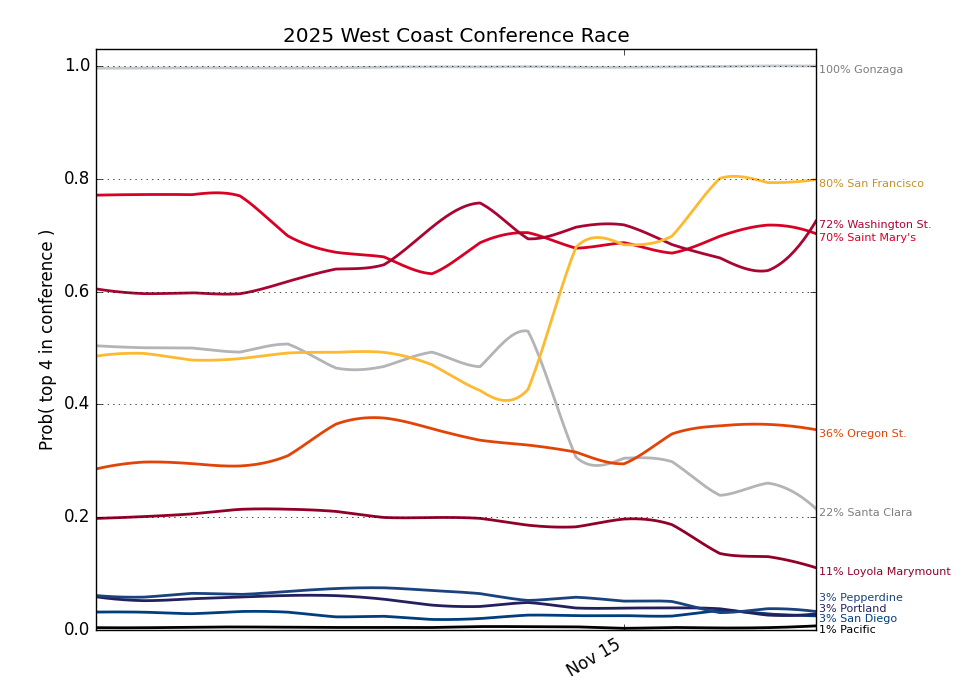 2025 West Coast Conference Race
Prob( top 4 in conference )
1.0
0.8
0.6
0.4
0.2
0.0
Nov 15
100% Gonzaga
80% San Francisco
72% Washington St.
70% Saint Mary's
36% Oregon St.
22% Santa Clara
11% Loyola Marymount
3% Pepperdine
3% Portland
3% San Diego
1% Pacific